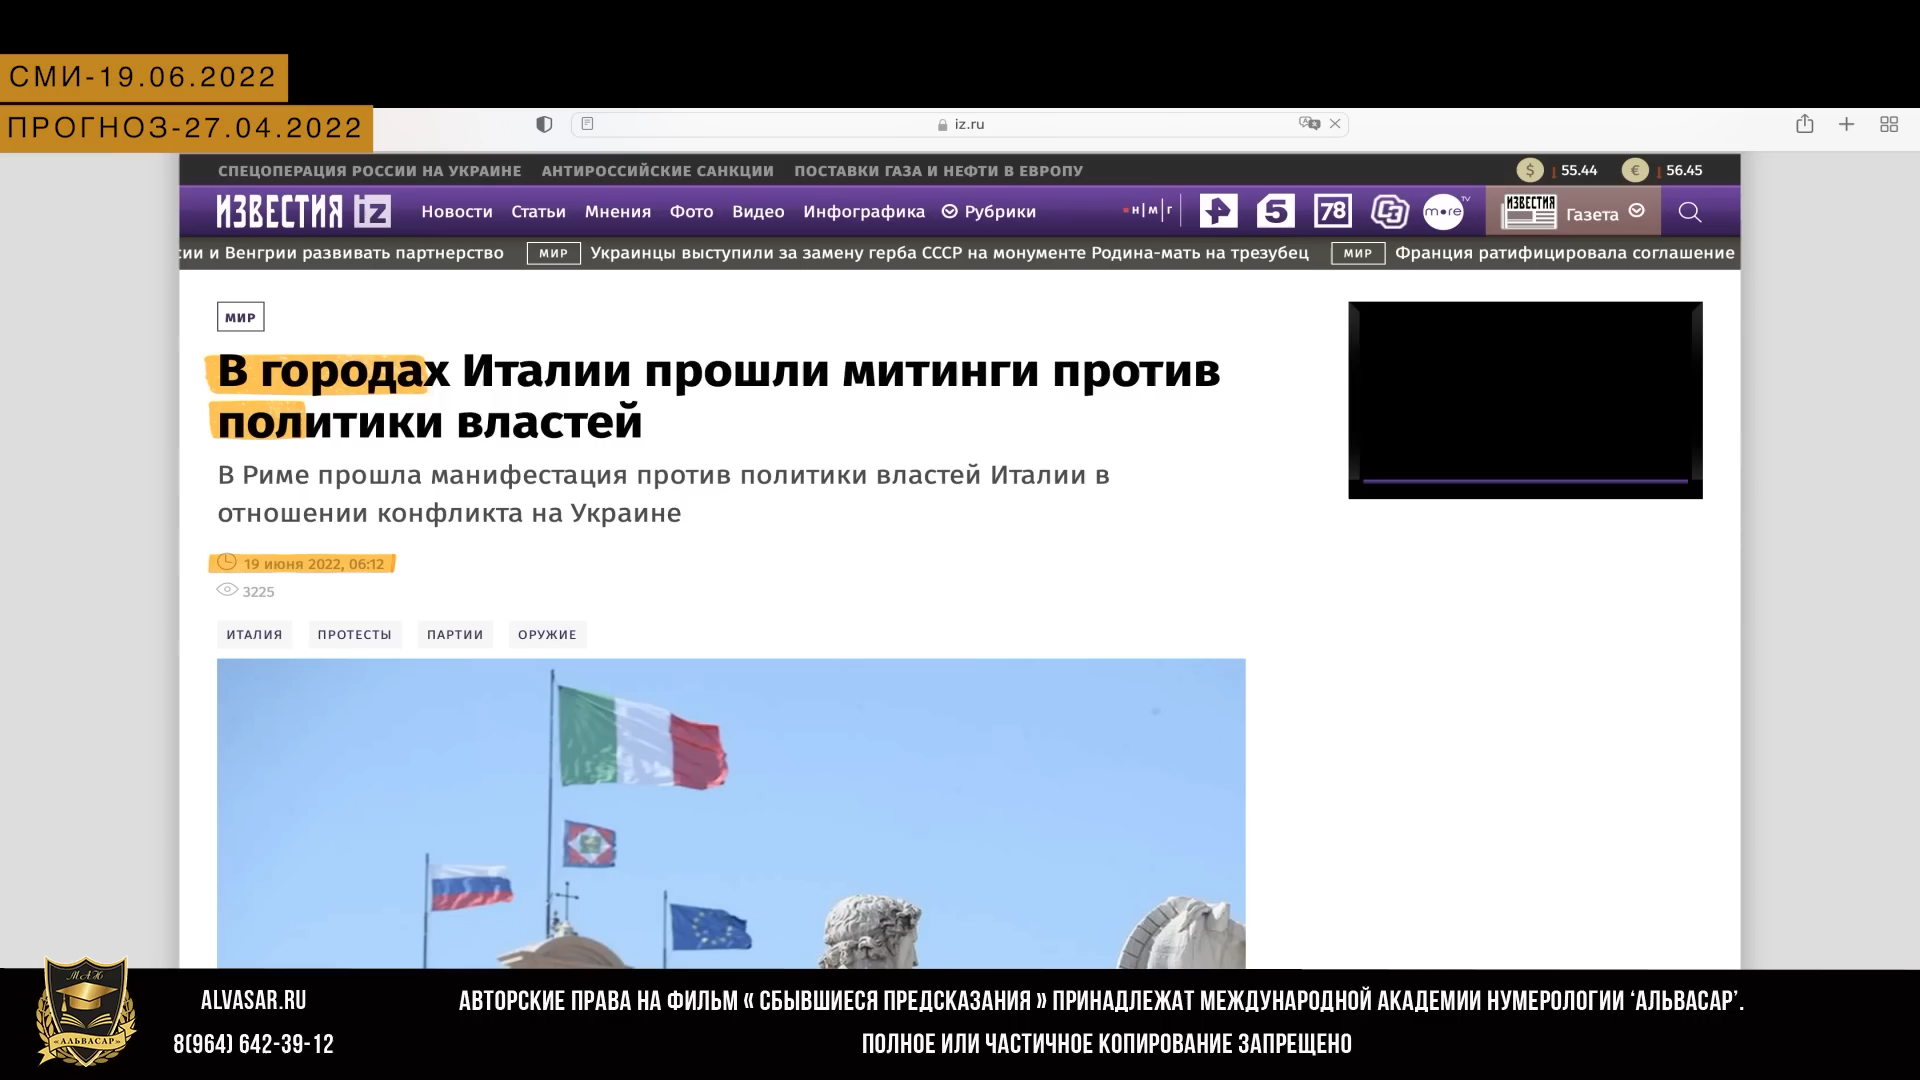 СМИ-19.06.2022
ПРОГНОЗ-27.04.2022
iz.ru
СПЕЦОПЕРАЦИЯ РОССИИ НА УКРАИНЕ АНТИРОССИЙСКИЕ САНКЦИИ ПОСТАВКИ ГАЗА И НЕФТИ В ЕВРОПУ $ 55.44 € 56.45
ИЗВЕСТИЯ iz Новости Статьи Мнения Фото Видео Инфографика Рубрики н|м|г 5 78 more TV ИЗВЕСТИЯ Газета
сии и Венгрии развивать партнерство МИР Украинцы выступили за замену герба СССР на монументе Родина-мать на трезубец МИР Франция ратифицировала соглашение
МИР
В городах Италии прошли митинги против
политики властей
В Риме прошла манифестация против политики властей Италии в
отношении конфликта на Украине
19 июня 2022, 06:12
3225
ИТАЛИЯ ПРОТЕСТЫ ПАРТИИ ОРУЖИЕ
МАН
«АЛЬВАСАР»
ALVASAR.RU
8(964) 642-39-12
АВТОРСКИЕ ПРАВА НА ФИЛЬМ « СБЫВШИЕСЯ ПРЕДСКАЗАНИЯ » ПРИНАДЛЕЖАТ МЕЖДУНАРОДНОЙ АКАДЕМИИ НУМЕРОЛОГИИ ‘АЛЬВАСАР’.
ПОЛНОЕ ИЛИ ЧАСТИЧНОЕ КОПИРОВАНИЕ ЗАПРЕЩЕНО